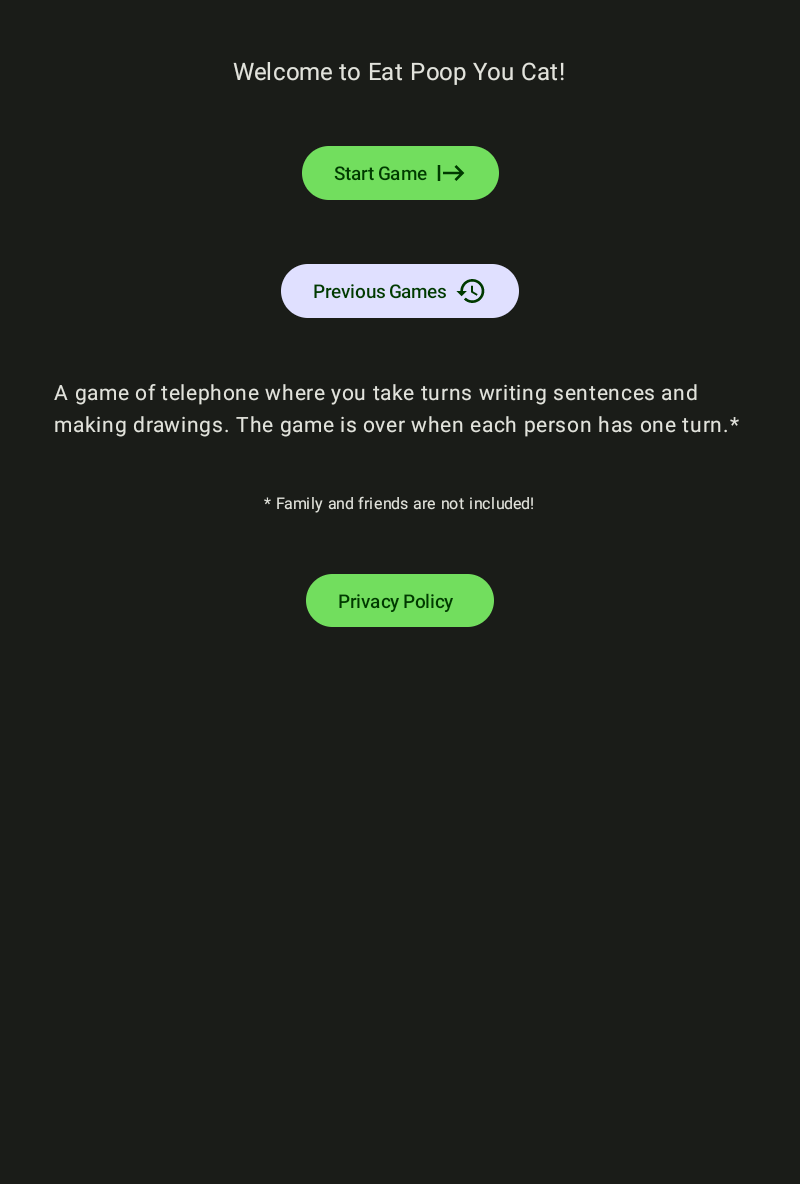 Welcome to Eat Poop You Cat!
Start Game
Previous Games
A game of telephone where you take turns writing sentences and
making drawings. The game is over when each person has one turn.*
* Family and friends are not included!
Privacy Policy